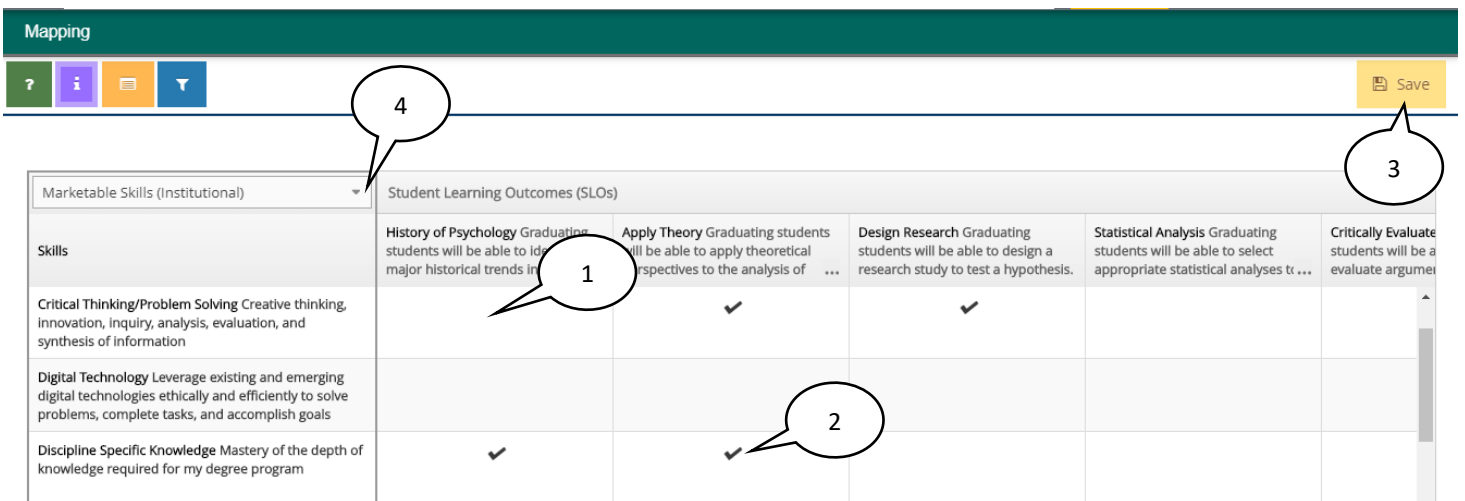 Mapping
?
i
4
Save
3
Marketable Skills (Institutional)
Student Learning Outcomes (SLOs)
Skills
History of Psychology Graduating
students will be able to
major historical trends in
Apply Theory Graduating students
will be able to apply theoretical
perspectives to the analysis of ...
Design Research Graduating
students will be able to design a
research study to test a hypothesis.
Statistical Analysis Graduating
students will be able to select
appropriate statistical analyses ...
Critically Evaluate
students will be a
evaluate argumen
1
Critical Thinking/Problem Solving Creative thinking,
innovation, inquiry, analysis, evaluation, and
synthesis of information
Digital Technology Leverage existing and emerging
digital technologies ethically and efficiently to solve
problems, complete tasks, and accomplish goals
2
Discipline Specific Knowledge Mastery of the depth of
knowledge required for my degree program